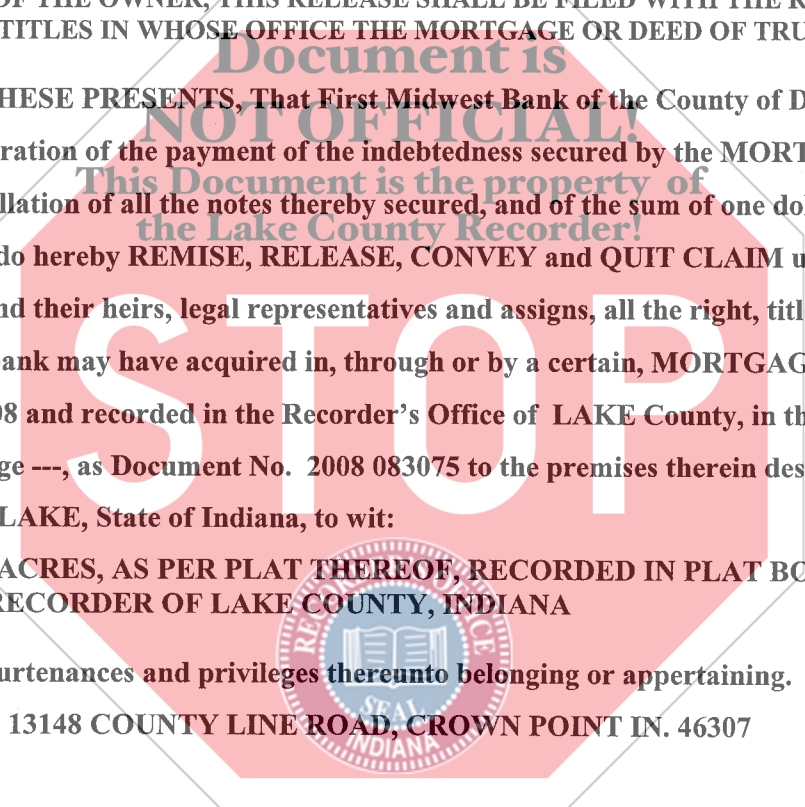 OF THE OWNER, THIS RELEASE SHALL BE FILED WITH THE R
TITLES IN WHOSE OFFICE THE MORTGAGE OR DEED OF TRU
Document is
HESE PRESENTS, That First Midwest Bank of the County of D
NOT OFFICIAL!
ration of the payment of the indebtedness secured by the MORT
This Document is the property of
llation of all the notes thereby secured, and of the sum of one do
the Lake County Recorder!
do hereby REMISE, RELEASE, CONVEY and QUIT CLAIM u
nd their heirs, legal representatives and assigns, all the right, titl
STOP
ank may have acquired in, through or by a certain, MORTGAG
08 and recorded in the Recorder's Office of LAKE County, in th
ge ---, as Document No. 2008 083075 to the premises therein des
LAKE, State of Indiana, to wit:
ACRES, AS PER PLAT THEREOF, RECORDED IN PLAT BO
RECORDER OF LAKE COUNTY, INDIANA
RECORDER'S OFFICE
urtenances and privileges thereunto belonging or appertaining.
SEAL
13148 COUNTY LINE ROAD, CROWN POINT IN. 46307
INDIANA